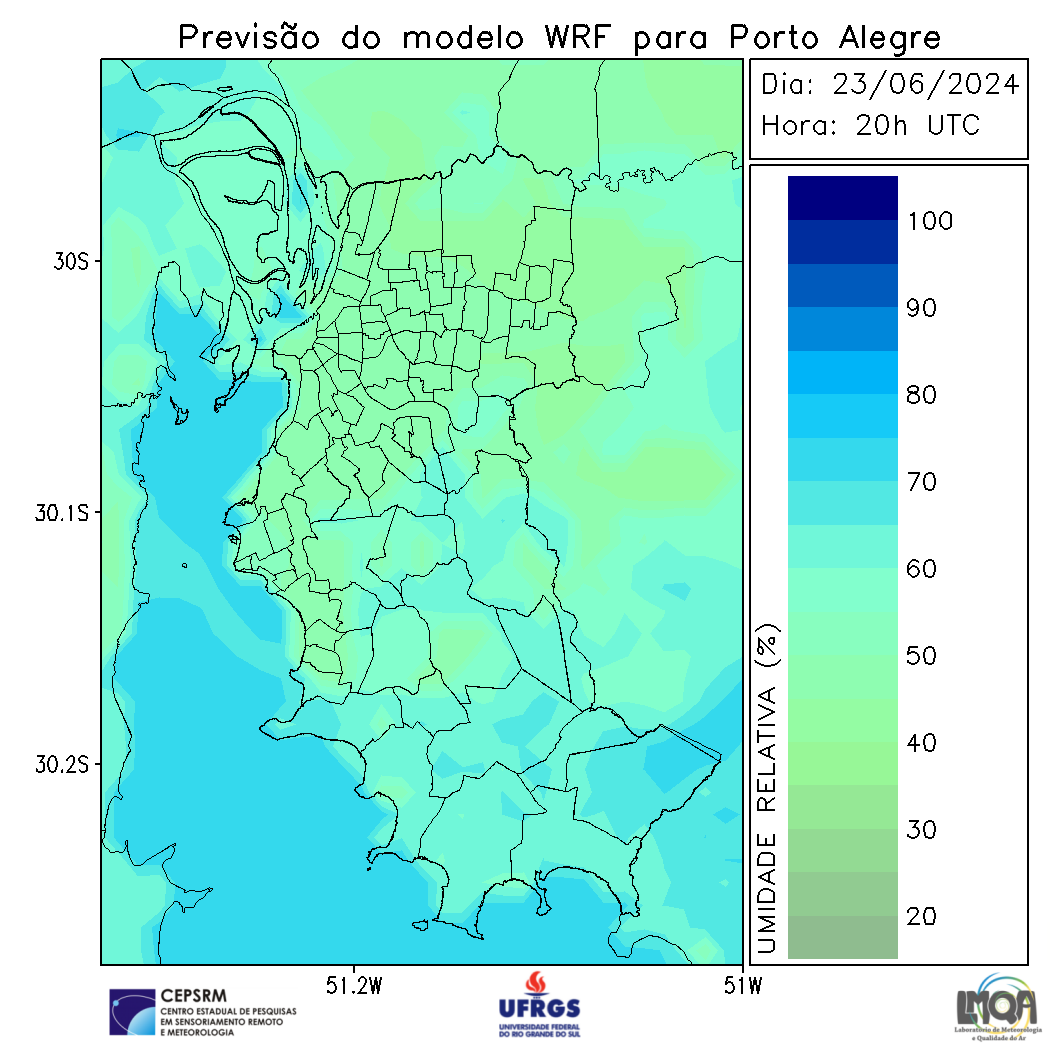 Previsão do modelo WRF para Porto Alegre
Dia: 23/06/2024
Hora: 20h UTC
30S
30.1S
30.2S
51.2W
51W
UMIDADE RELATIVA (%)
100
90
80
70
60
50
40
30
20
CEPSRM
CENTRO ESTADUAL DE PESQUISAS
EM SENSORIAMENTO REMOTO
E METEOROLOGIA
UFRGS
UNIVERSIDADE FEDERAL
DO RIO GRANDE DO SUL
LMQA
Laboratório de Meteorologia
e Qualidade do Ar